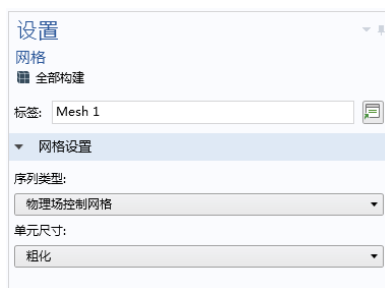 设置
网格
全部构建
标签: Mesh 1
网格设置
序列类型:
物理场控制网格
单元尺寸:
粗化